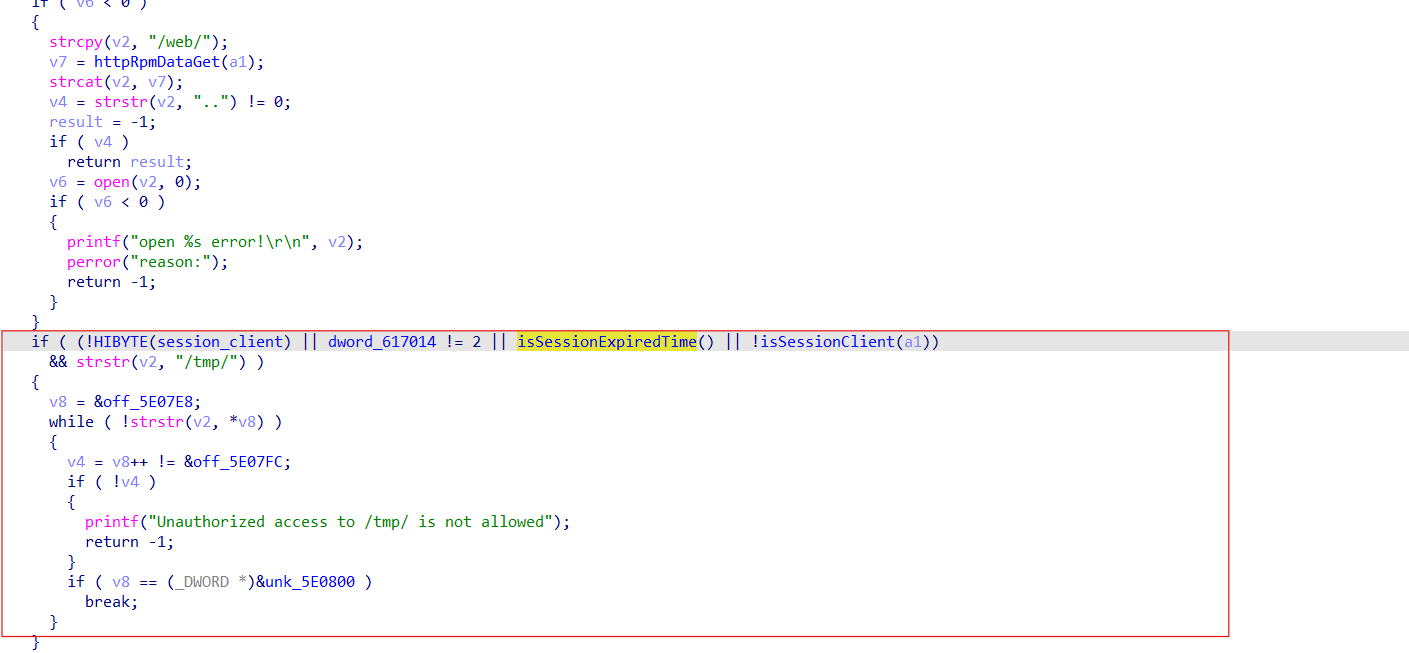 if ( v6 < 0 )
{
strcpy(v2, "/web/");
v7 = httpRpmDataGet(a1);
strcat(v2, v7);
v4 = strstr(v2, "..") != 0;
result = -1;
if ( v4 )
return result;
v6 = open(v2, 0);
if ( v6 < 0 )
{
printf("open %s error!\r\n", v2);
perror("reason:");
return -1;
}
}
if ( (!HIBYTE(session_client) || dword_617014 != 2 || isSessionExpiredTime() || !isSessionClient(a1))
&& strstr(v2, "/tmp/") )
{
v8 = &off_5E07E8;
while ( !strstr(v2, *v8) )
{
v4 = v8++ != &off_5E07FC;
if ( !v4 )
{
printf("Unauthorized access to /tmp/ is not allowed");
return -1;
}
if ( v8 == (_DWORD *)&unk_5E0800 )
break;
}
}